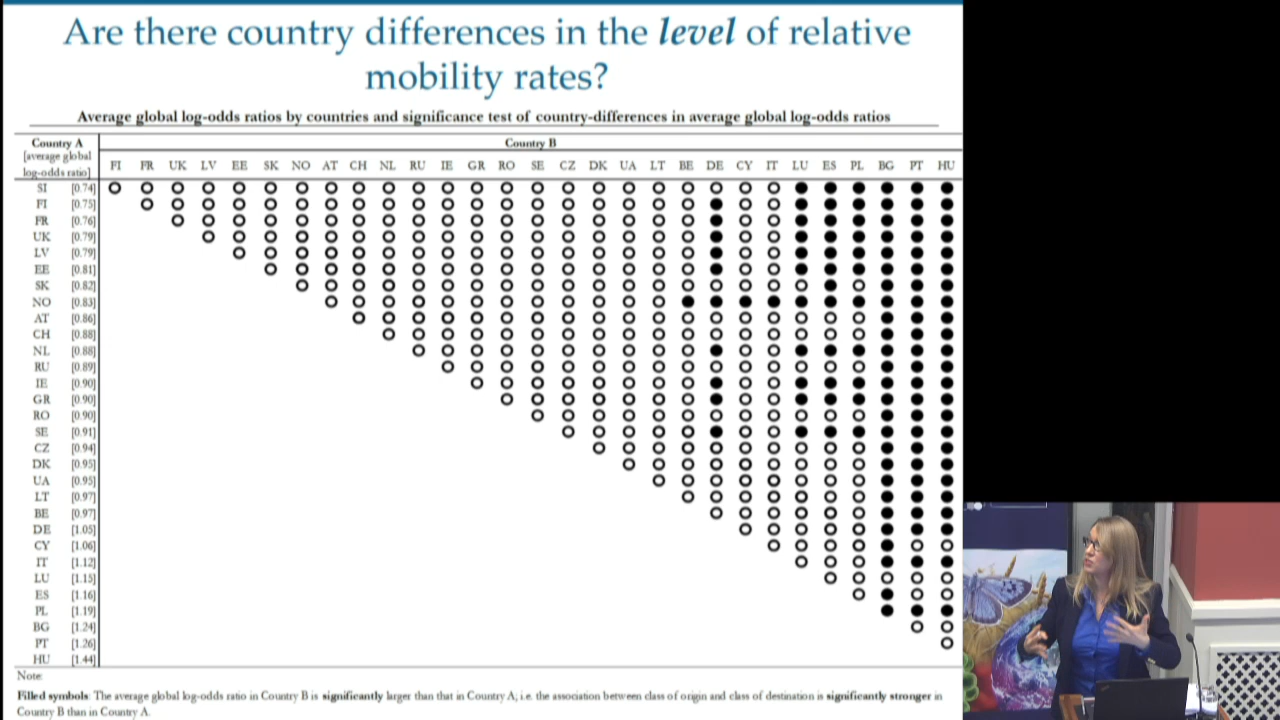 Are there country differences in the level of relative
mobility rates?
Average global log-odds ratios by countries and significance test of country-differences in average global log-odds ratios
Country A
[average global
log-odds ratio]
Country B
FI FR UK LV EE SK NO AT CH NL RU IE GR RO SE CZ DK UA LT BE DE CY IT LU ES PL BG PT HU
SI [0.74]
FI [0.75]
FR [0.76]
UK [0.79]
LV [0.79]
EE [0.81]
SK [0.82]
NO [0.83]
AT [0.86]
CH [0.88]
NL [0.88]
RU [0.89]
IE [0.90]
GR [0.90]
RO [0.90]
SE [0.91]
CZ [0.94]
DK [0.95]
UA [0.95]
LT [0.97]
BE [0.97]
DE [1.05]
CY [1.06]
IT [1.12]
LU [1.15]
ES [1.16]
PL [1.19]
BG [1.24]
PT [1.26]
HU [1.44]
Note:
Filled symbols: The average global log-odds ratio in Country B is significantly larger than that in Country A; i.e. the association between class of origin and class of destination is significantly stronger in
Country B than in Country A.